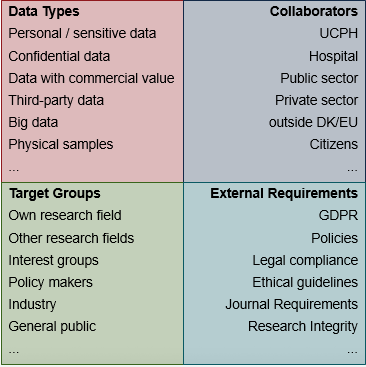 Data Types
Personal / sensitive data
Confidential data
Data with commercial value
Third-party data
Big data
Physical samples
...
Collaborators
UCPH
Hospital
Public sector
Private sector
outside DK/EU
Citizens
...
Target Groups
Own research field
Other research fields
Interest groups
Policy makers
Industry
General public
...
External Requirements
GDPR
Policies
Legal compliance
Ethical guidelines
Journal Requirements
Research Integrity
...